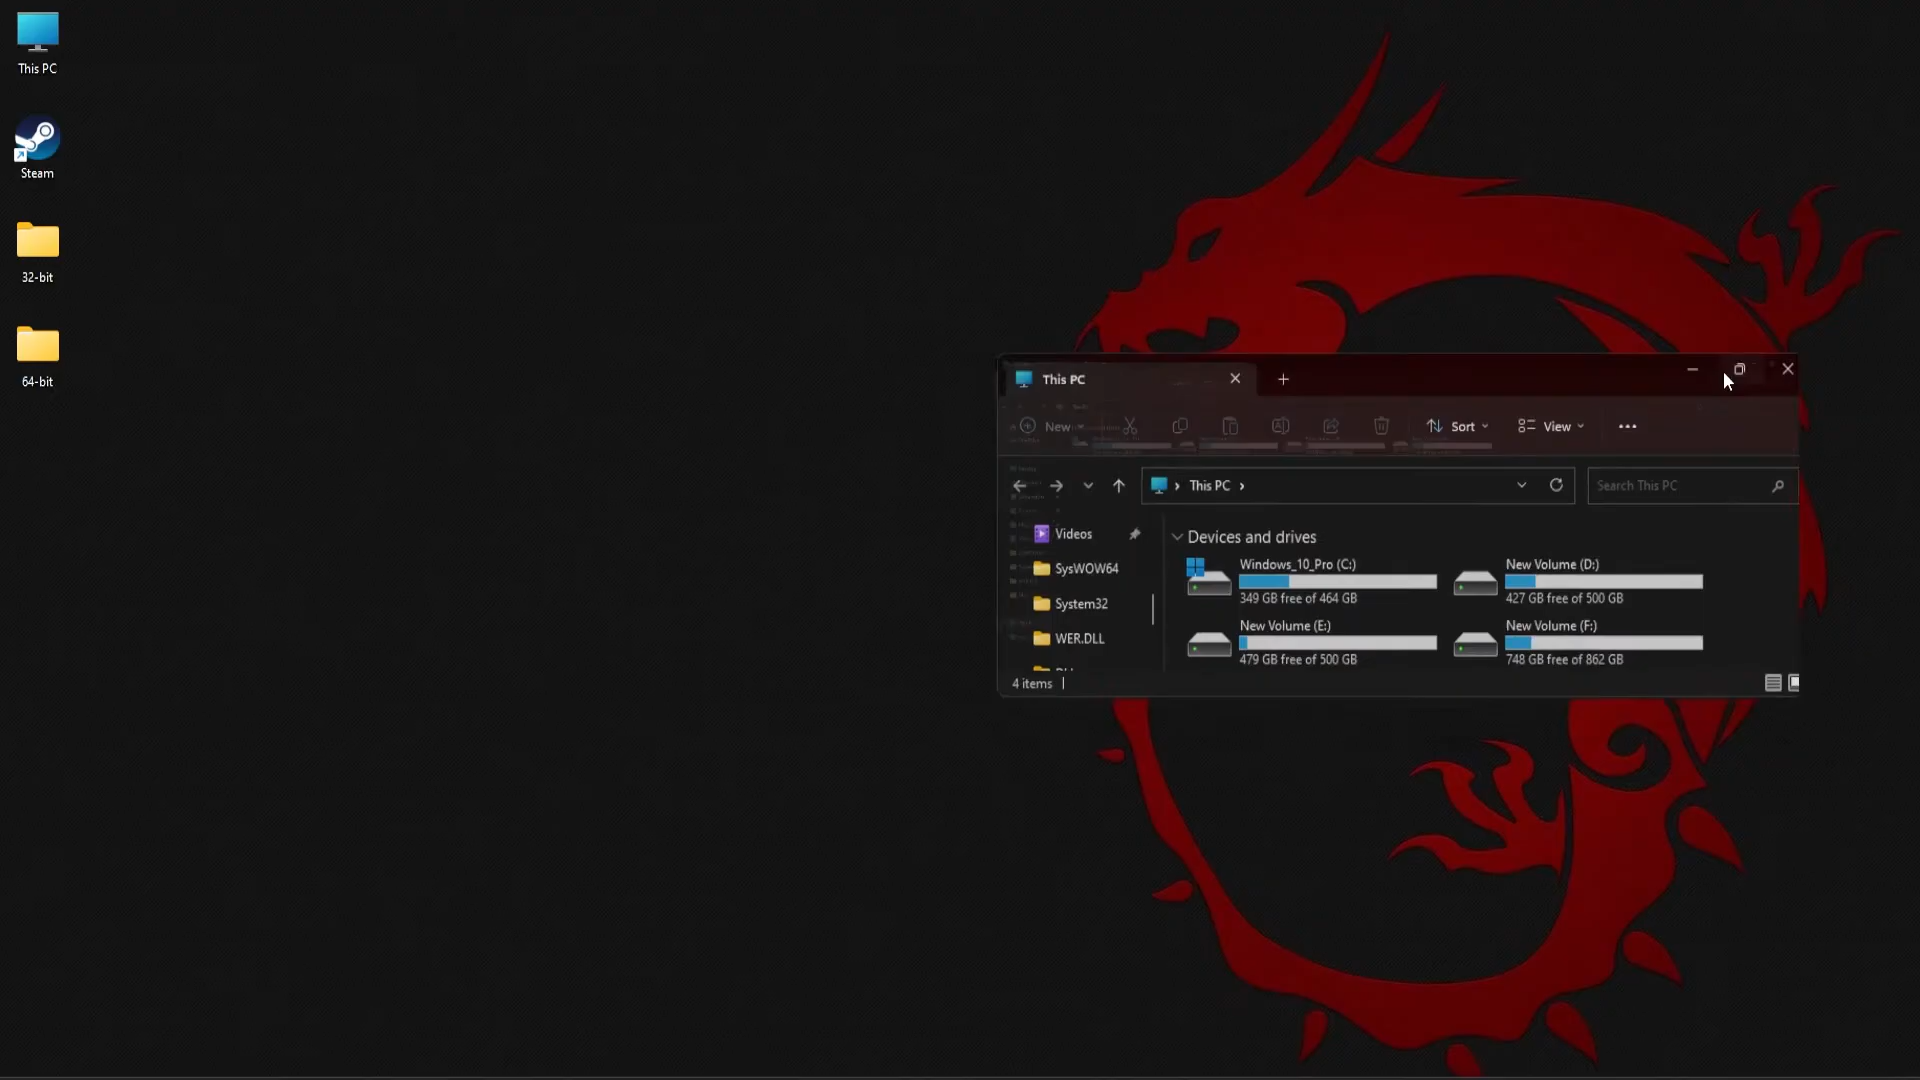 This PC
Steam
32-bit
64-bit
This PC
New
Sort
View
This PC
Search This PC
Videos
SysWOW64
System32
WER.DLL
Devices and drives
Windows_10_Pro (C:)
349 GB free of 464 GB
New Volume (D:)
427 GB free of 500 GB
New Volume (E:)
479 GB free of 500 GB
New Volume (F:)
748 GB free of 862 GB
4 items